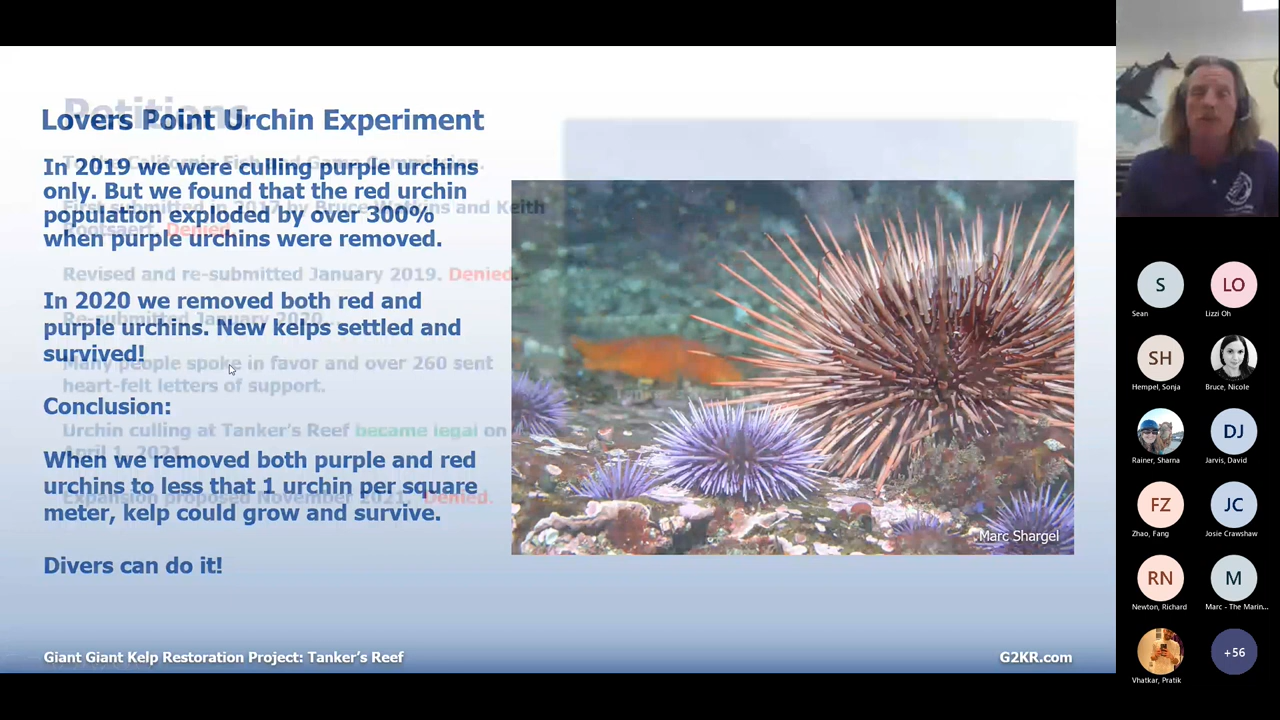 Lovers Point Urchin Experiment
In 2019 we were culling purple urchins
only. But we found that the red urchin
population exploded by over 300%
when purple urchins were removed.
In 2020 we removed both red and
purple urchins. New kelps settled and
survived!
Conclusion:
When we removed both purple and red
urchins to less that 1 urchin per square
meter, kelp could grow and survive.
Divers can do it!
Petitions
To the California Fish and Game Commission.
First submitted in 2017 by Bruce Watkins and Keith
Rootsaert. Denied.
Revised and re-submitted January 2019. Denied.
Re-submitted January 2020.
Many people spoke in favor and over 260 sent
heart-felt letters of support.
Urchin culling at Tanker's Reef became legal on
April 1, 2021.
Expansion proposed November 2021. Denied.
Marc Shargel
Giant Giant Kelp Restoration Project: Tanker's Reef
G2KR.com
S
Sean
LO
Lizzi Oh
SH
Hempel, Sonja
Bruce, Nicole
Rainer, Sharna
DJ
Jarvis, David
FZ
Zhao, Fang
JC
Josie Crawshaw
RN
Newton, Richard
M
Marc - The Marin...
Vhatkar, Pratik
+56